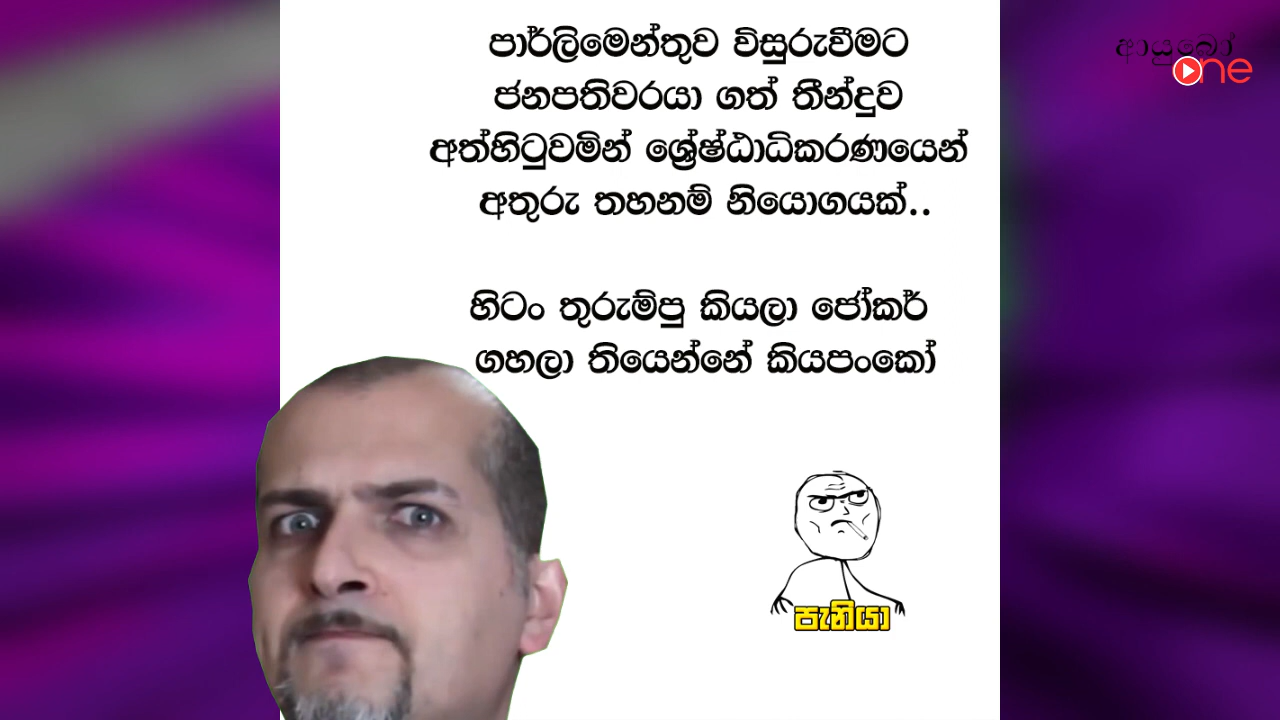 ආයුබෝ
One
පාර්ලිමෙන්තුව විසුරුවීමට
ජනපතිවරයා ගත් තීන්දුව
අත්හිටුවමින් ශ්‍රේෂ්ඨාධිකරණයෙන්
අතුරු තහනම් නියොගයක්..
හිටං තුරුම්පු කියලා ජෝකර්
ගහලා තියෙන්නේ කියපංකෝ
පැනියා